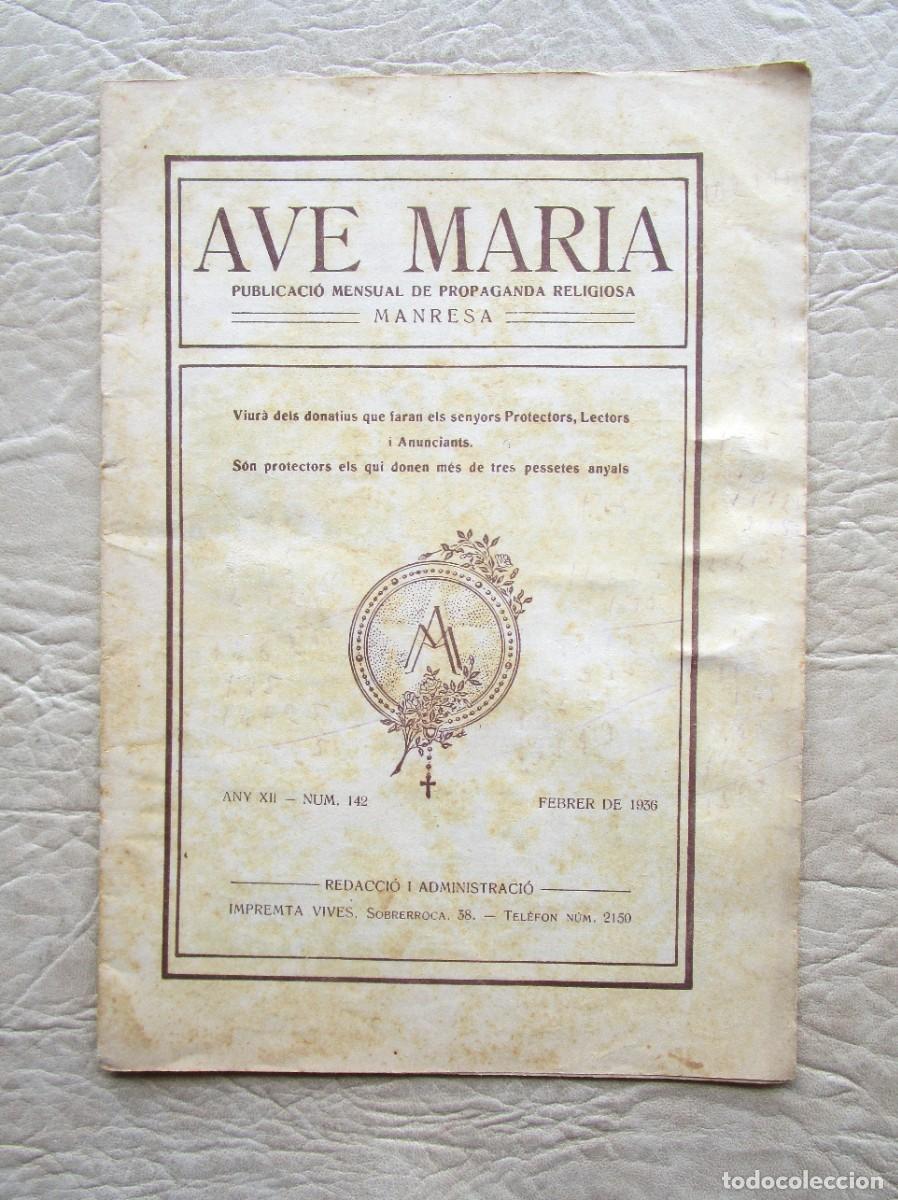 AVE MARIA
PUBLICACIÓ MENSUAL DE PROPAGANDA RELIGIOSA
MANRESA
Viurà dels donatius que faran els senyors Protectors, Lectors
i Anunciants.
Són protectors els qui donen més de tres pessetes anyals
ANY XII — NUM. 142
FEBRER DE 1936
REDACCIÓ I ADMINISTRACIÓ
IMPREMTA VIVES, SOBRERROCA, 38. — TELÈFON NÚM. 2150
todocoleccion